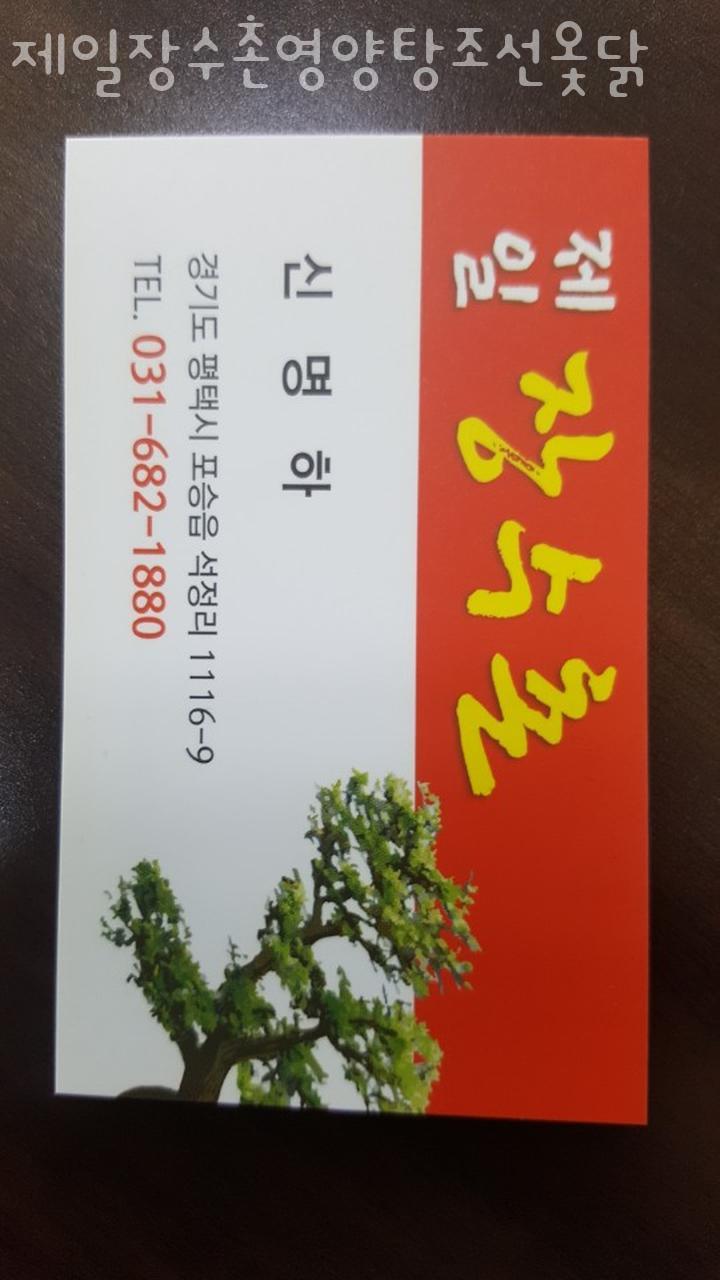 제일장수촌영양탕조선옻닭
제일
장수촌
신명하
경기도 평택시 포승읍 석정리 1116-9
TEL. 031-682-1880